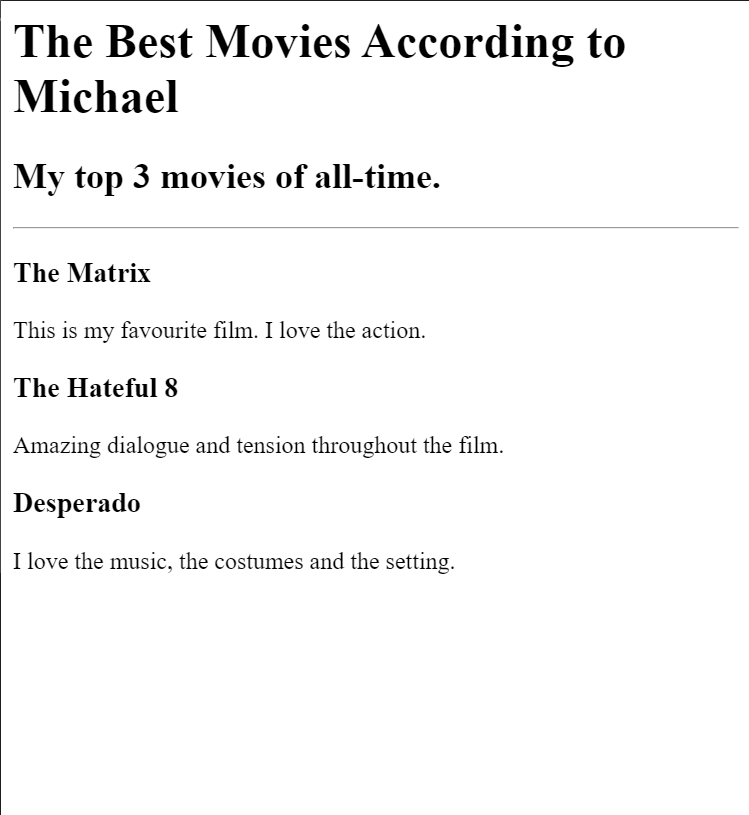 The Best Movies According to
Michael
My top 3 movies of all-time.
The Matrix
This is my favourite film. I love the action.
The Hateful 8
Amazing dialogue and tension throughout the film.
Desperado
I love the music, the costumes and the setting.